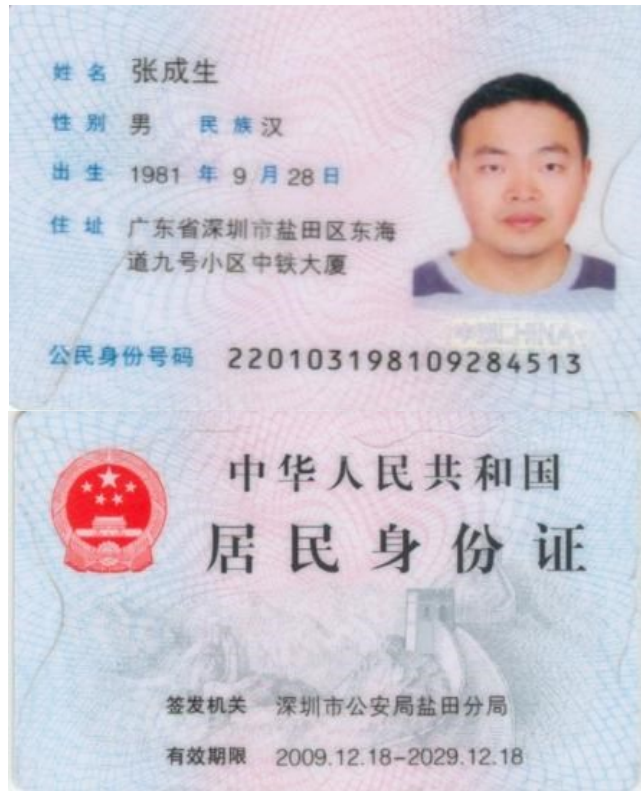 姓名 张成生
性别 男 民族 汉
出生 1981 年 9 月 28 日
住址 广东省深圳市盐田区东海
道九号小区中铁大厦
公民身份号码 220103198109284513
中华人民共和国
居民身份证
签发机关 深圳市公安局盐田分局
有效期限 2009.12.18-2029.12.18